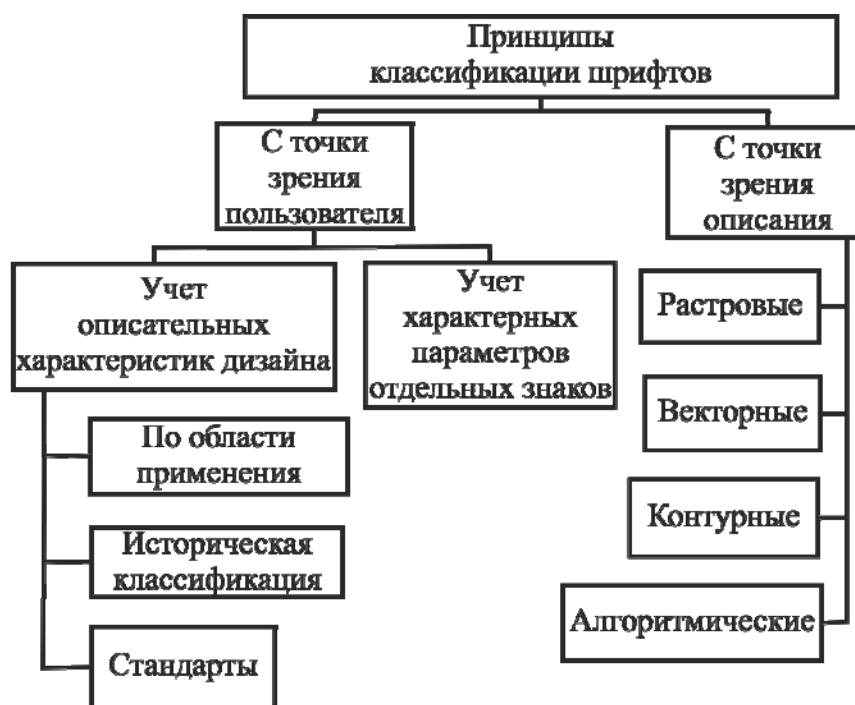 Принципы
классификации шрифтов
С точки
зрения
пользователя
С точки
зрения
описания
Учет
описательных
характеристик дизайна
Учет
характерных
параметров
отдельных знаков
По области
применения
Историческая
классификация
Стандарты
Растровые
Векторные
Контурные
Алгоритмические